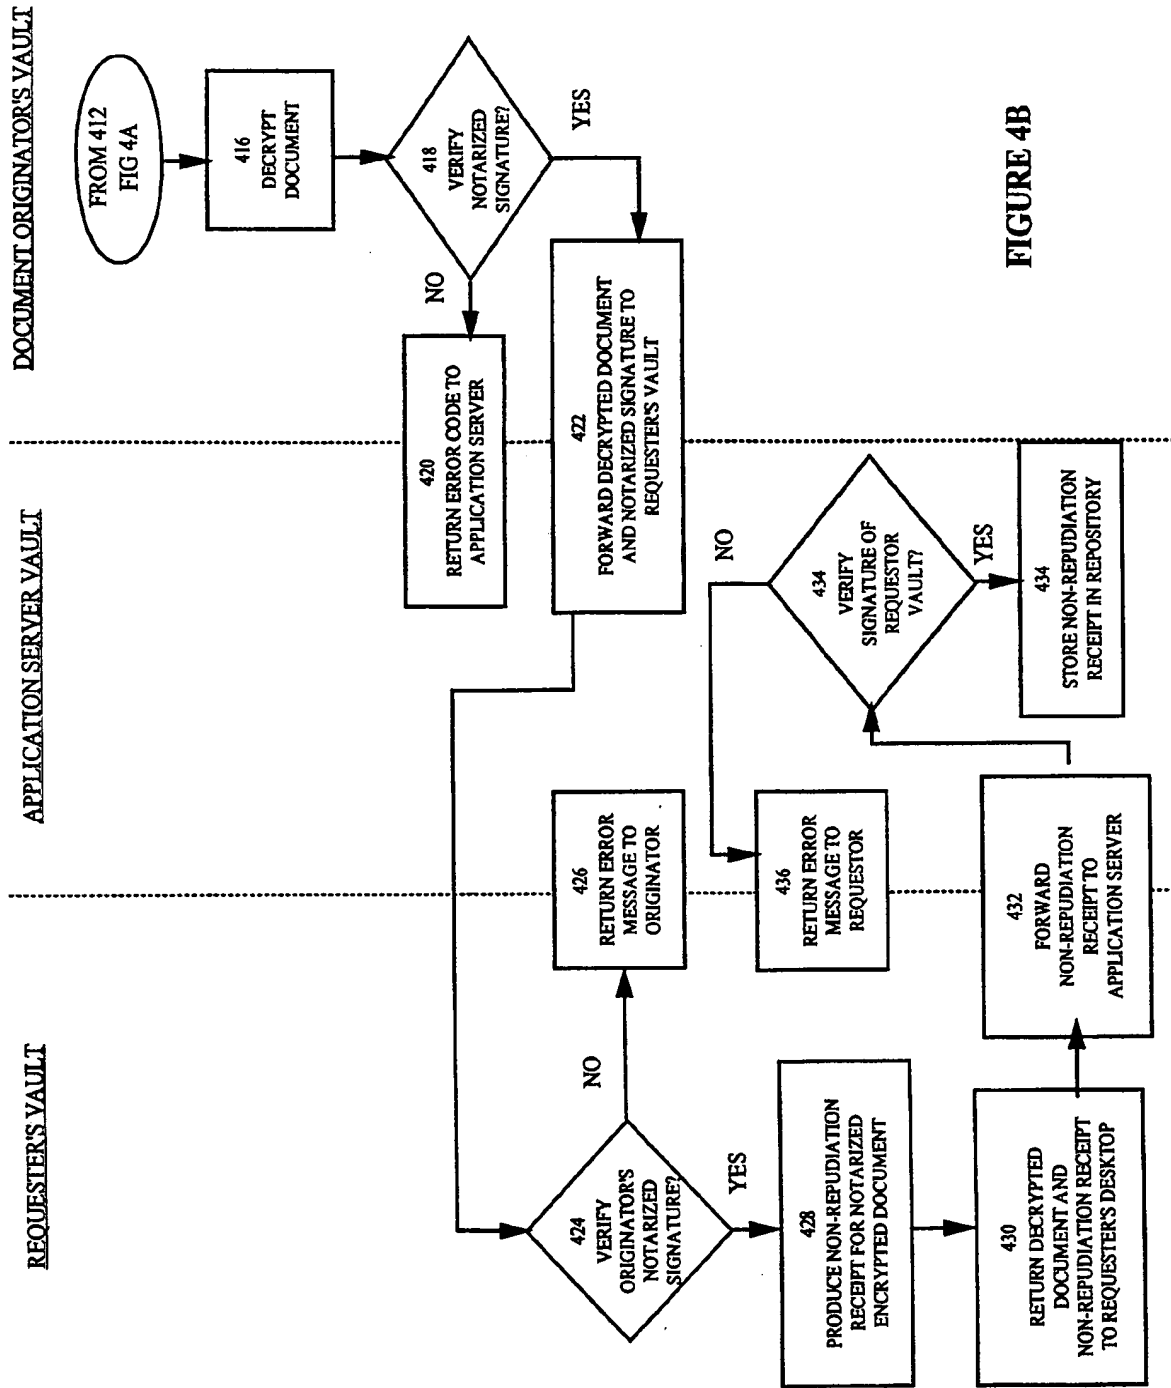 REQUESTER'S VAULT
APPLICATION SERVER VAULT
DOCUMENT ORIGINATOR'S VAULT
FROM 412
FIG 4A
416
DECRYPT
DOCUMENT
418
VERIFY
NOTARIZED
SIGNATURE?
NO
YES
420
RETURN ERROR CODE TO
APPLICATION SERVER
422
FORWARD DECRYPTED DOCUMENT
AND NOTARIZED SIGNATURE TO
REQUESTER'S VAULT
424
VERIFY
ORIGINATOR'S
NOTARIZED
SIGNATURE?
NO
YES
426
RETURN ERROR
MESSAGE TO
ORIGINATOR
428
PRODUCE NON-REPUDIATION
RECEIPT FOR NOTARIZED
ENCRYPTED DOCUMENT
430
RETURN DECRYPTED
DOCUMENT AND
NON-REPUDIATION RECEIPT
TO REQUESTER'S DESKTOP
432
FORWARD
NON-REPUDIATION
RECEIPT TO
APPLICATION SERVER
434
VERIFY
SIGNATURE OF
REQUESTOR
VAULT?
NO
YES
436
RETURN ERROR
MESSAGE TO
REQUESTOR
434
STORE NON-REPUDIATION
RECEIPT IN REPOSITORY
FIGURE 4B